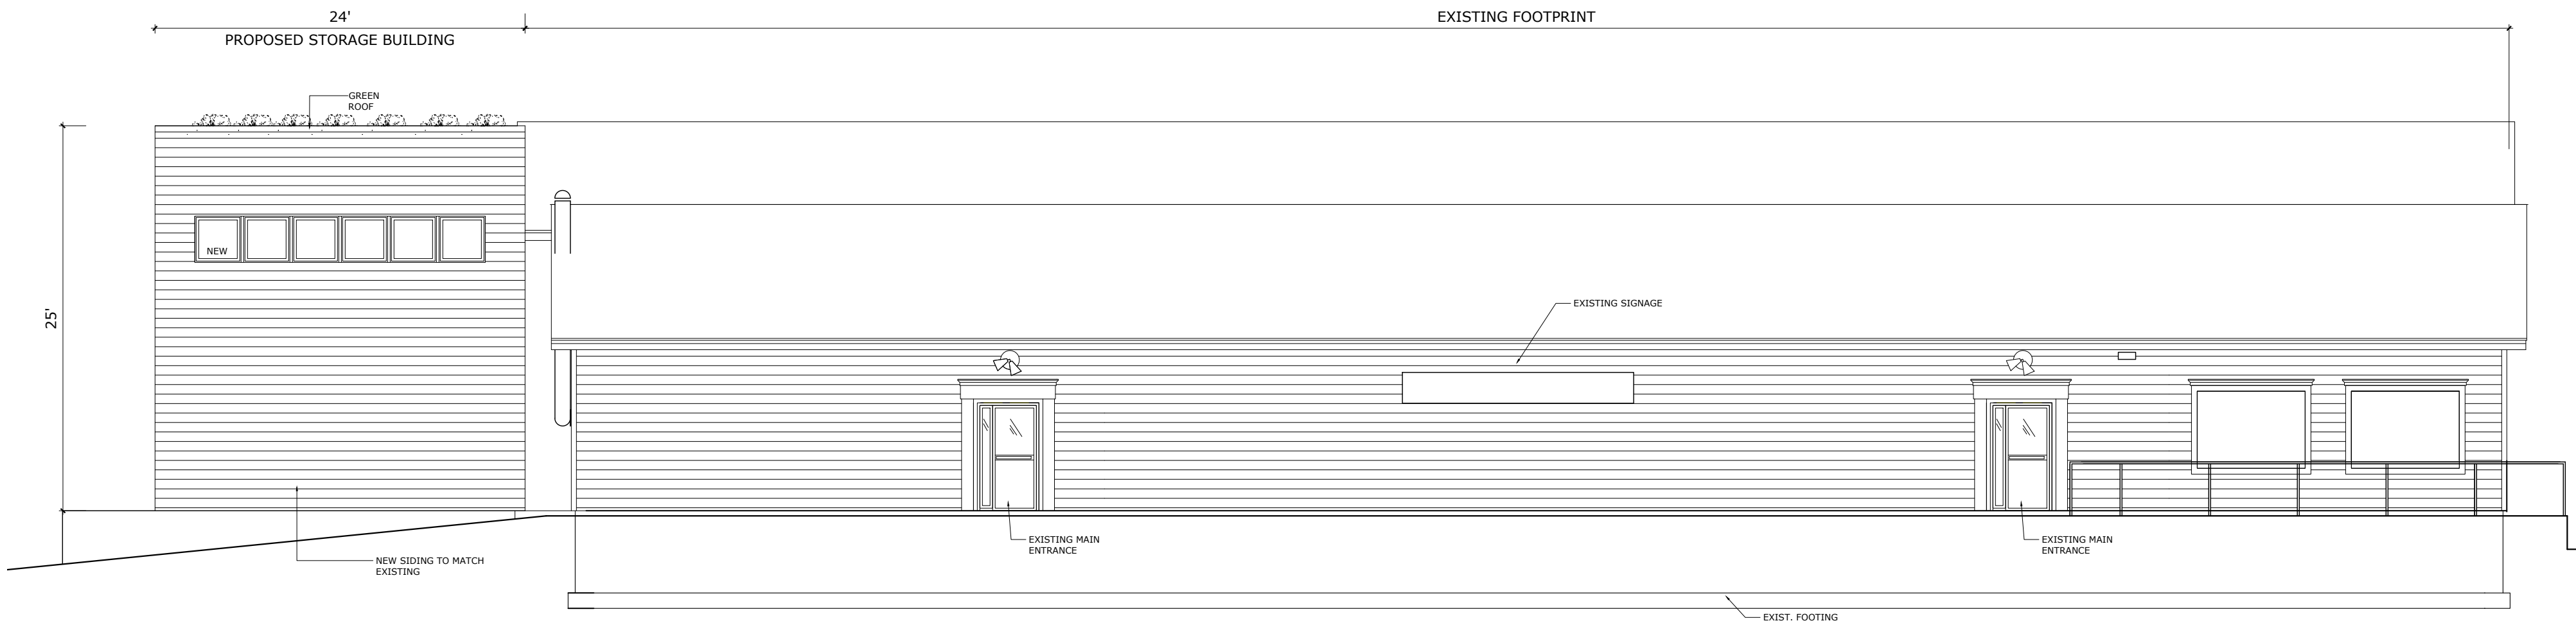 24'
EXISTING FOOTPRINT
PROPOSED STORAGE BUILDING
GREEN
ROOF
NEW
25'
EXISTING SIGNAGE
EXISTING MAIN
ENTRANCE
EXISTING MAIN
ENTRANCE
NEW SIDING TO MATCH
EXISTING
EXIST. FOOTING